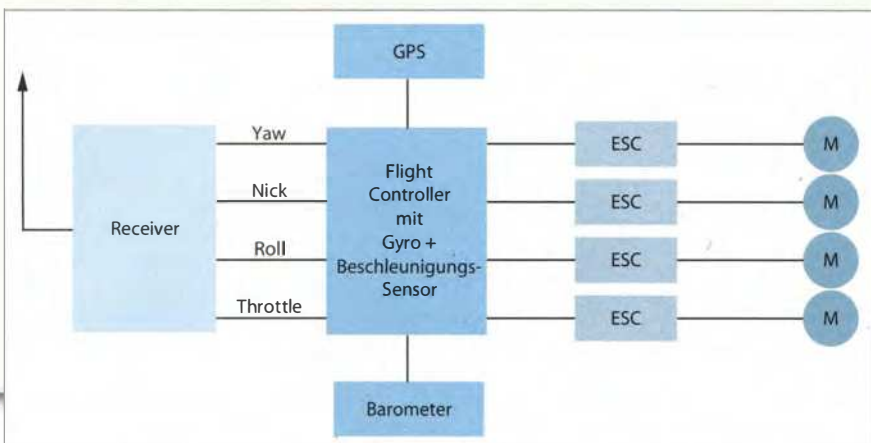 GPS
Yaw
Nick
Roll
Throttle
Receiver
Flight
Controller
mit
Gyro +
Beschleunigungs-
Sensor
ESC
M
ESC
M
ESC
M
ESC
M
Barometer